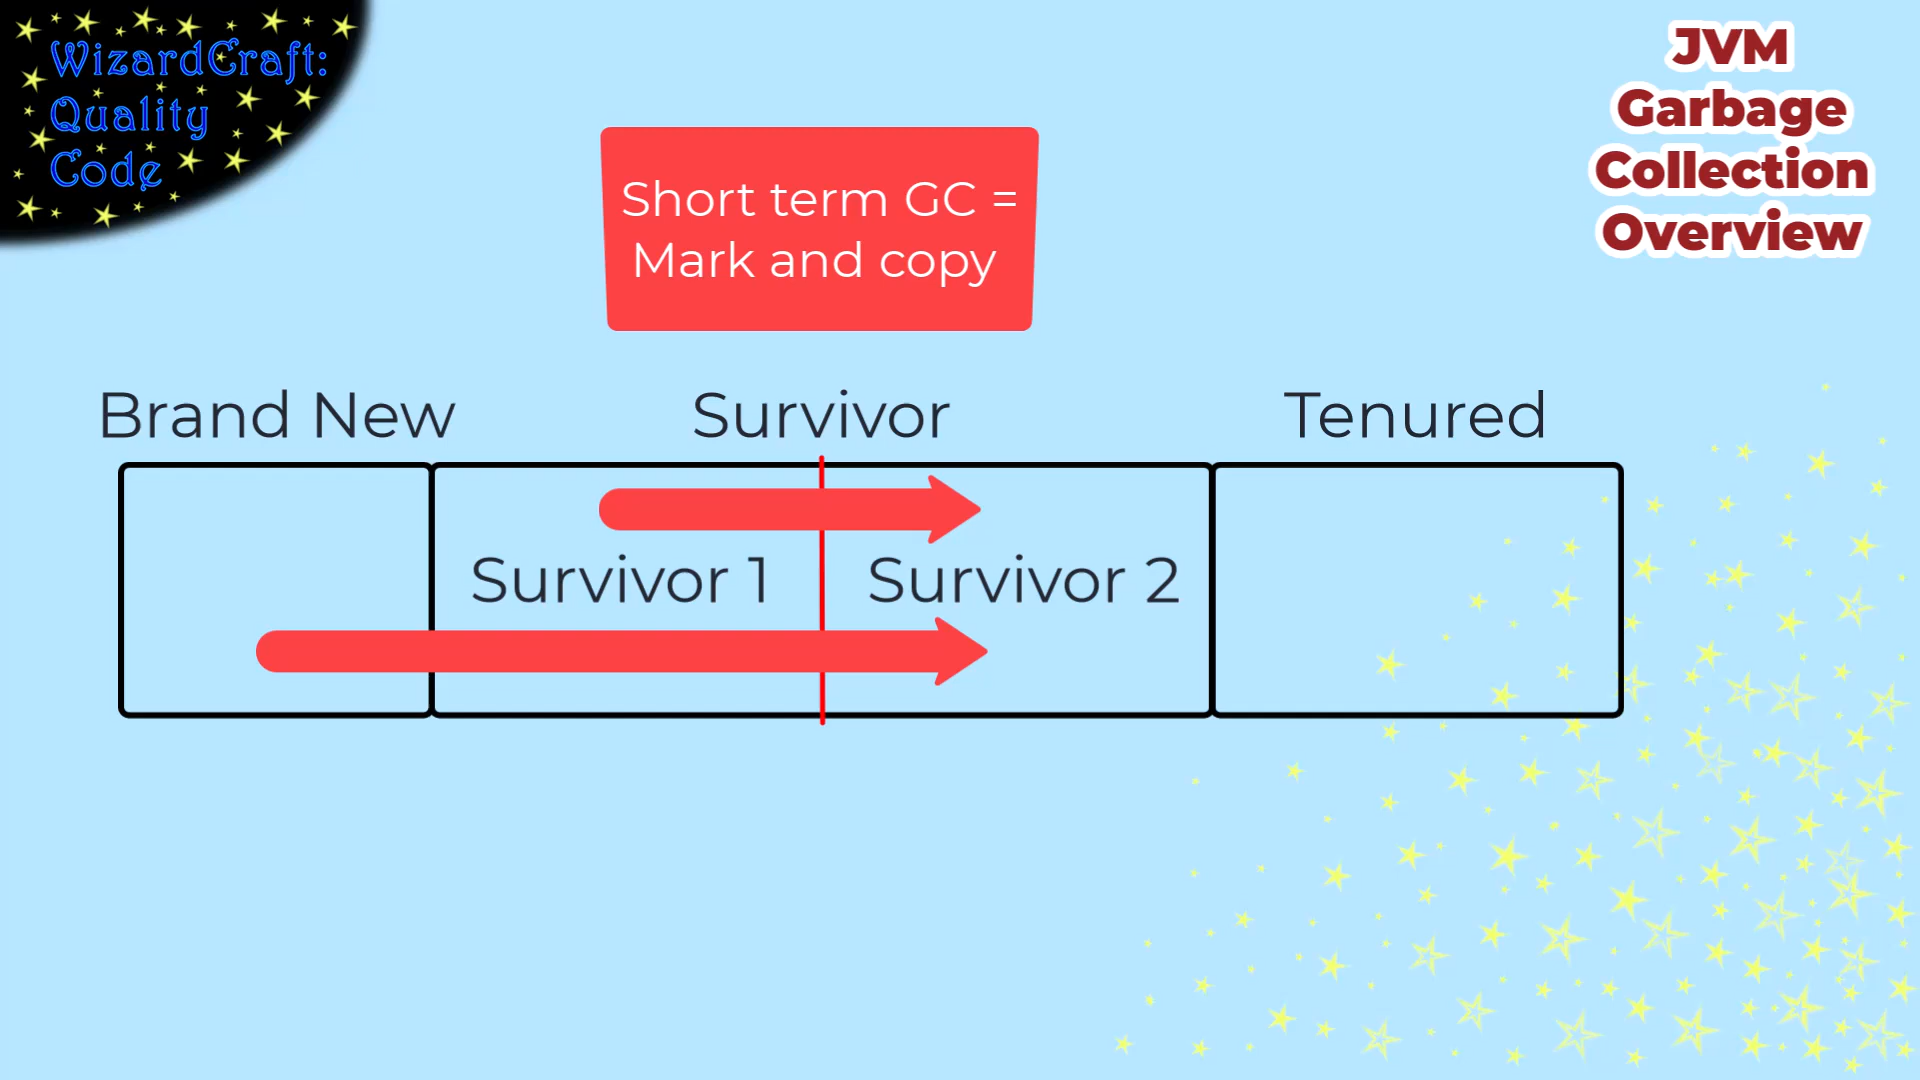 WizardCraft:
Quality
Code
JVM
Garbage
Collection
Overview
Short term GC =
Mark and copy
Brand New
Survivor
Tenured
Survivor 1
Survivor 2